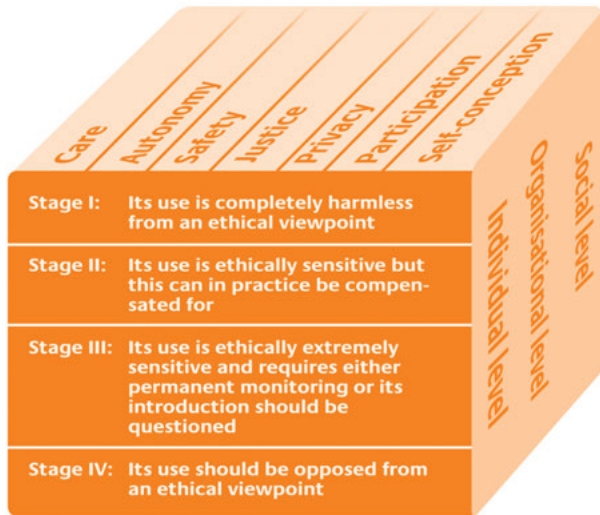 Care
Autonomy
Safety
Justice
Privacy
Participation
Self-conception
Stage I: Its use is completely harmless
from an ethical viewpoint
Stage II: Its use is ethically sensitive but
this can in practice be compen-
sated for
Stage III: Its use is ethically extremely
sensitive and requires either
permanent monitoring or its
introduction should be
questioned
Stage IV: Its use should be opposed from
an ethical viewpoint
Individual level
Organisational level
Social level